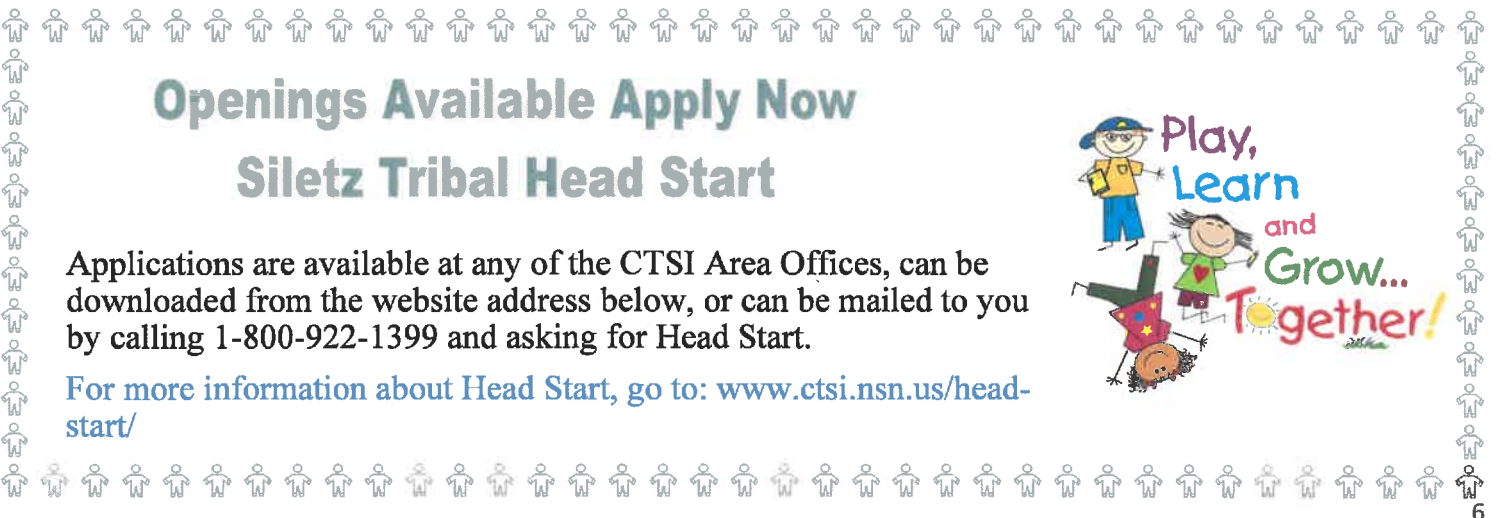 Openings Available Apply Now
Siletz Tribal Head Start
Applications are available at any of the CTSI Area Offices, can be
downloaded from the website address below, or can be mailed to you
by calling 1-800-922-1399 and asking for Head Start.
For more information about Head Start, go to: www.ctsi.nsn.us/head-
start/
Play,
Learn
and
Grow...
Together!
6